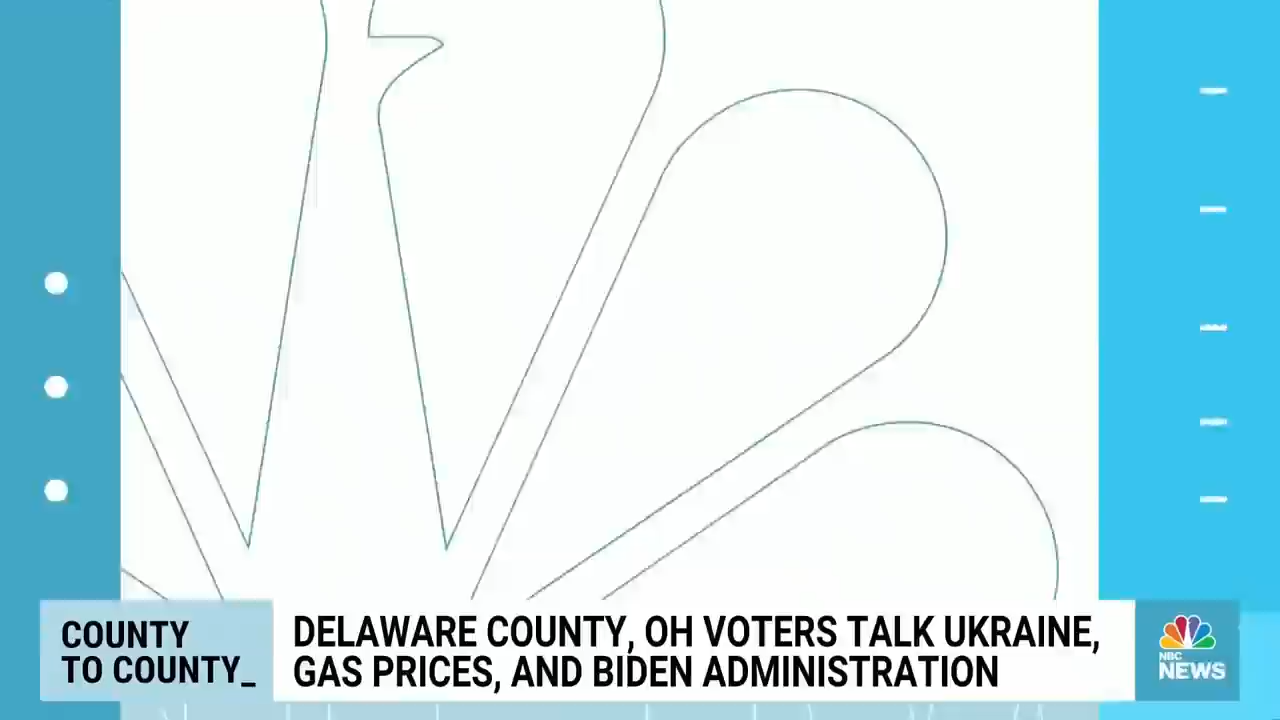 COUNTY
TO COUNTY_
DELAWARE COUNTY, OH VOTERS TALK UKRAINE,
GAS PRICES, AND BIDEN ADMINISTRATION
NBC
NEWS